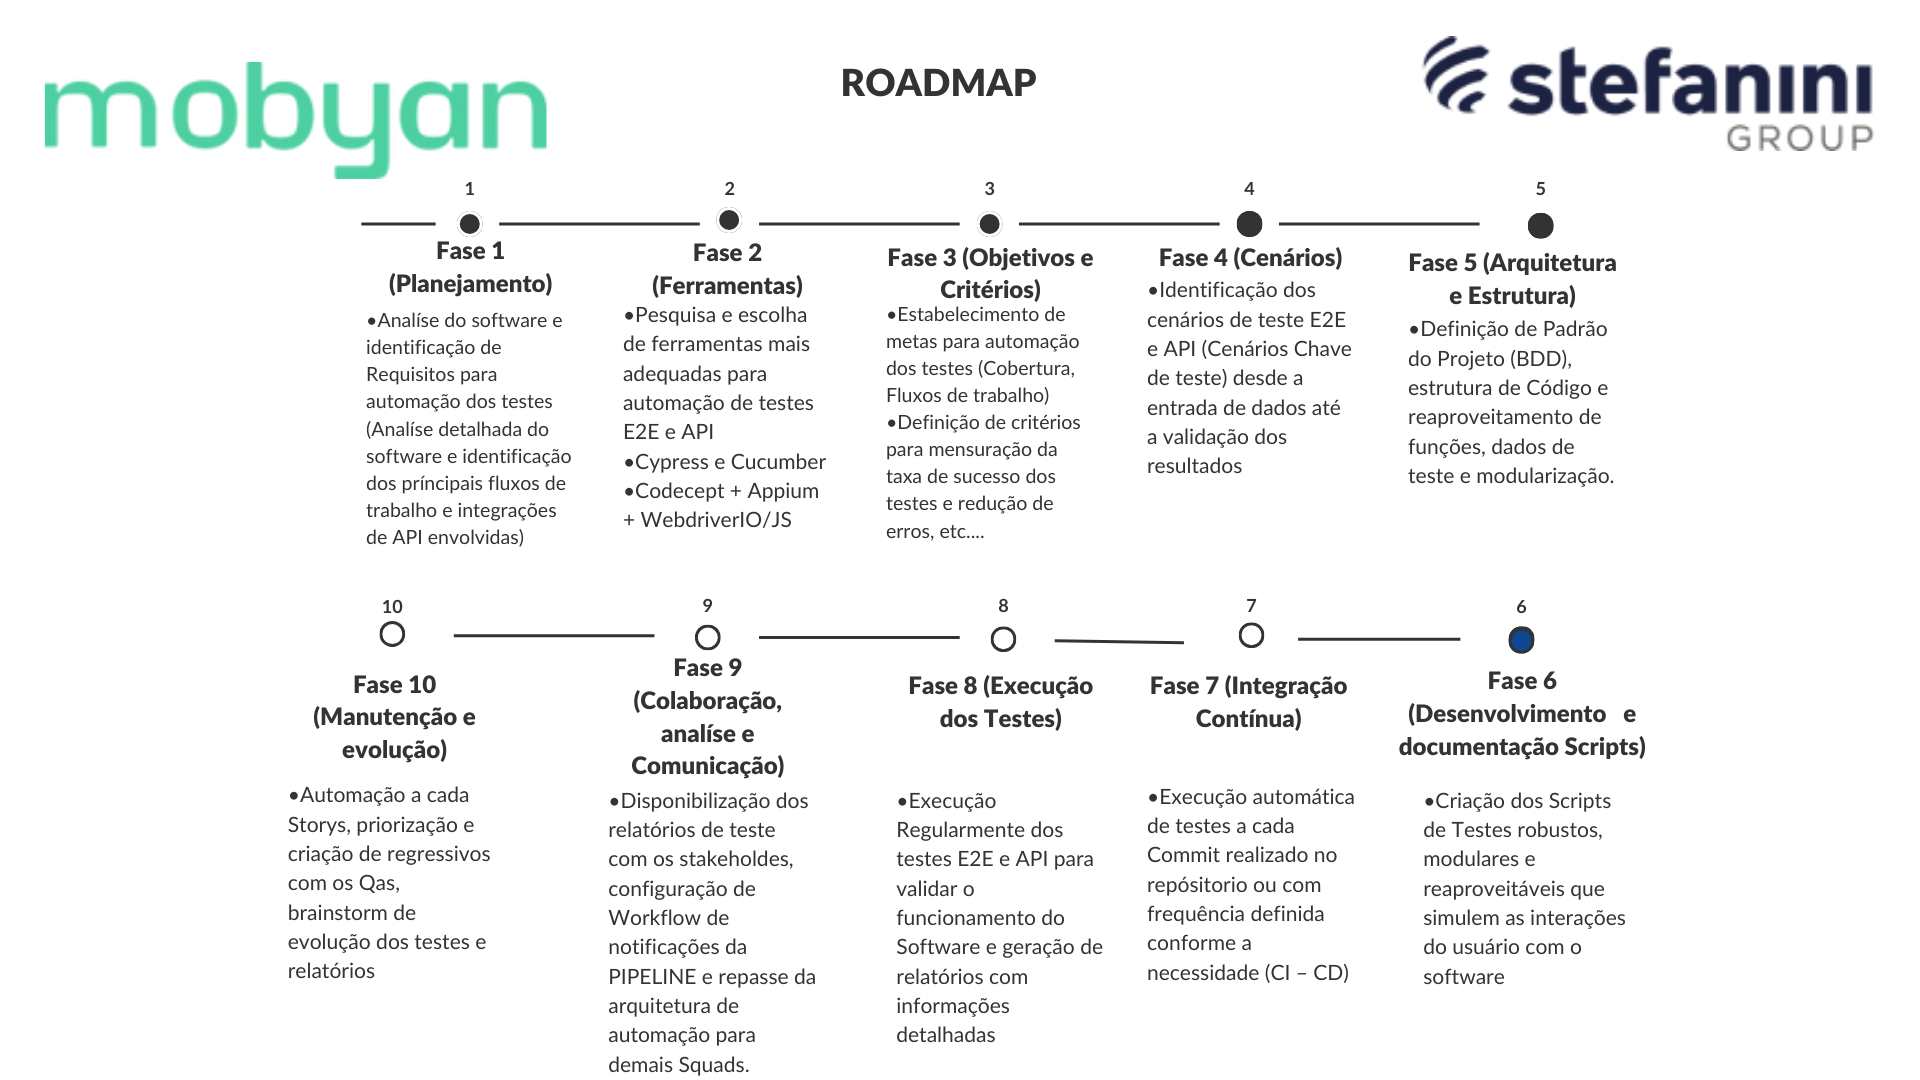 mobyan
ROADMAP
stefanini
GROUP
1
2
3
4
5
Fase 1
(Planejamento)
•Analíse do software e
identificação de
Requisitos para
automação dos testes
(Analíse detalhada do
software e identificação
dos príncipais fluxos de
trabalho e integrações
de API envolvidas)
Fase 2
(Ferramentas)
•Pesquisa e escolha
de ferramentas mais
adequadas para
automação de testes
E2E e API
•Cypress e Cucumber
•Codecept + Appium
+ WebdriverIO/JS
Fase 3 (Objetivos e
Critérios)
•Estabelecimento de
metas para automação
dos testes (Cobertura,
Fluxos de trabalho)
•Definição de critérios
para mensuração da
taxa de sucesso dos
testes e redução de
erros, etc....
Fase 4 (Cenários)
•Identificação dos
cenários de teste E2E
e API (Cenários Chave
de teste) desde a
entrada de dados até
a validação dos
resultados
Fase 5 (Arquitetura
e Estrutura)
•Definição de Padrão
do Projeto (BDD),
estrutura de Código e
reaproveitamento de
funções, dados de
teste e modularização.
10
9
8
7
6
Fase 10
(Manutenção e
evolução)
•Automação a cada
Storys, priorização e
criação de regressivos
com os Qas,
brainstorm de
evolução dos testes e
relatórios
Fase 9
(Colaboração,
analíse e
Comunicação)
•Disponibilização dos
relatórios de teste
com os stakeholdes,
configuração de
Workflow de
notificações da
PIPELINE e repasse da
arquitetura de
automação para
demais Squads.
Fase 8 (Execução
dos Testes)
•Execução
Regularmente dos
testes E2E e API para
validar o
funcionamento do
Software e geração de
relatórios com
informações
detalhadas
Fase 7 (Integração
Contínua)
•Execução automática
de testes a cada
Commit realizado no
repósitorio ou com
frequência definida
conforme a
necessidade (CI – CD)
Fase 6
(Desenvolvimento e
documentação Scripts)
•Criação dos Scripts
de Testes robustos,
modulares e
reaproveitáveis que
simulem as interações
do usuário com o
software